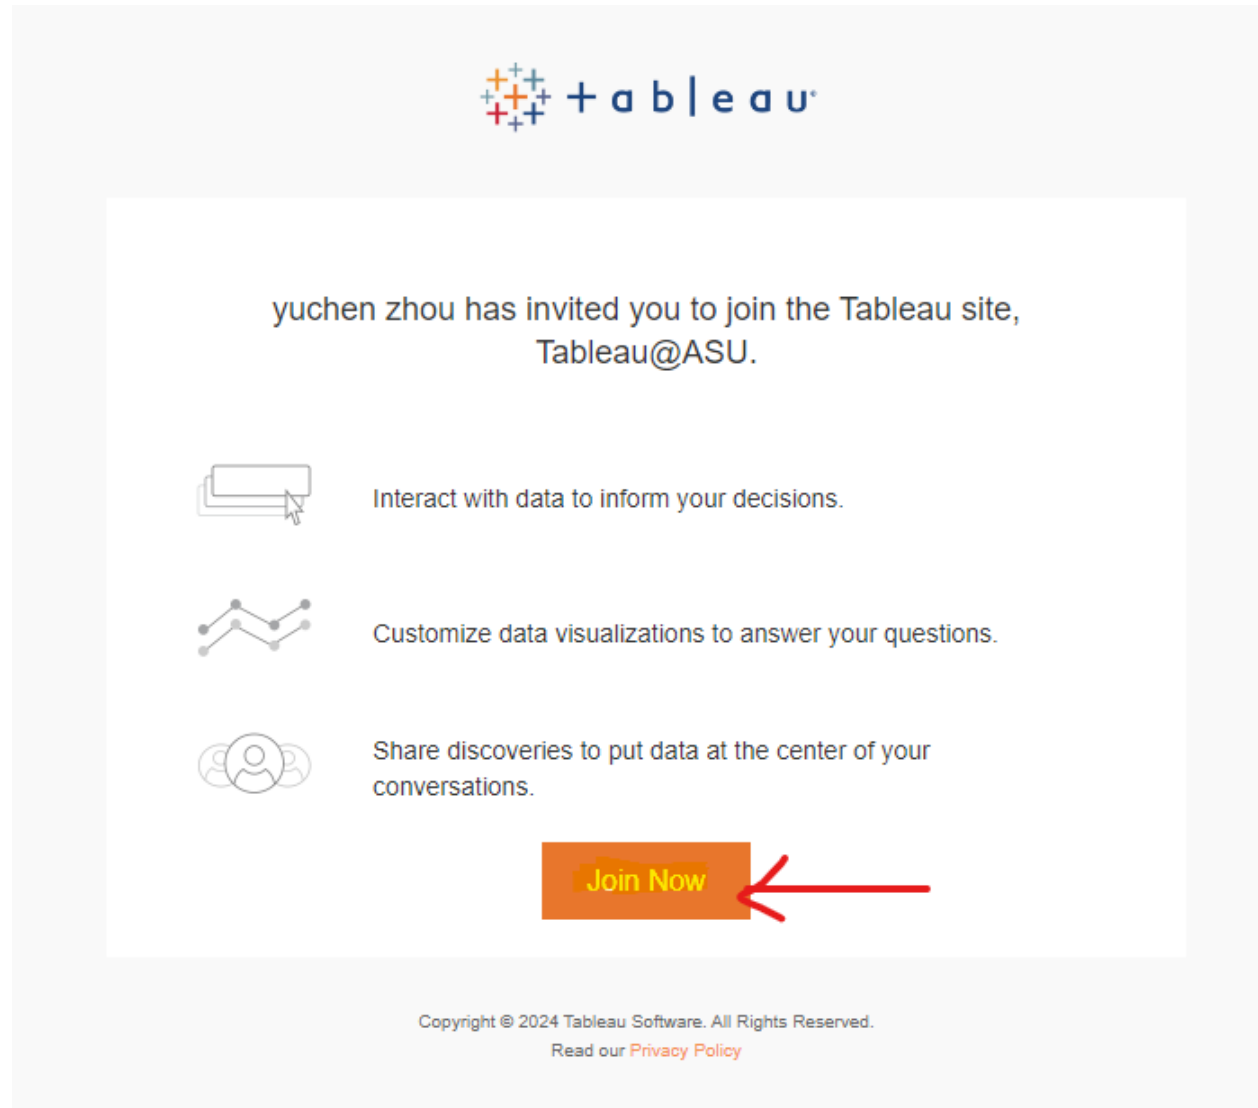 +ableau®
yuchen zhou has invited you to join the Tableau site,
Tableau@ASU.
Interact with data to inform your decisions.
Customize data visualizations to answer your questions.
Share discoveries to put data at the center of your
conversations.
Join Now
Copyright © 2024 Tableau Software. All Rights Reserved.
Read our Privacy Policy